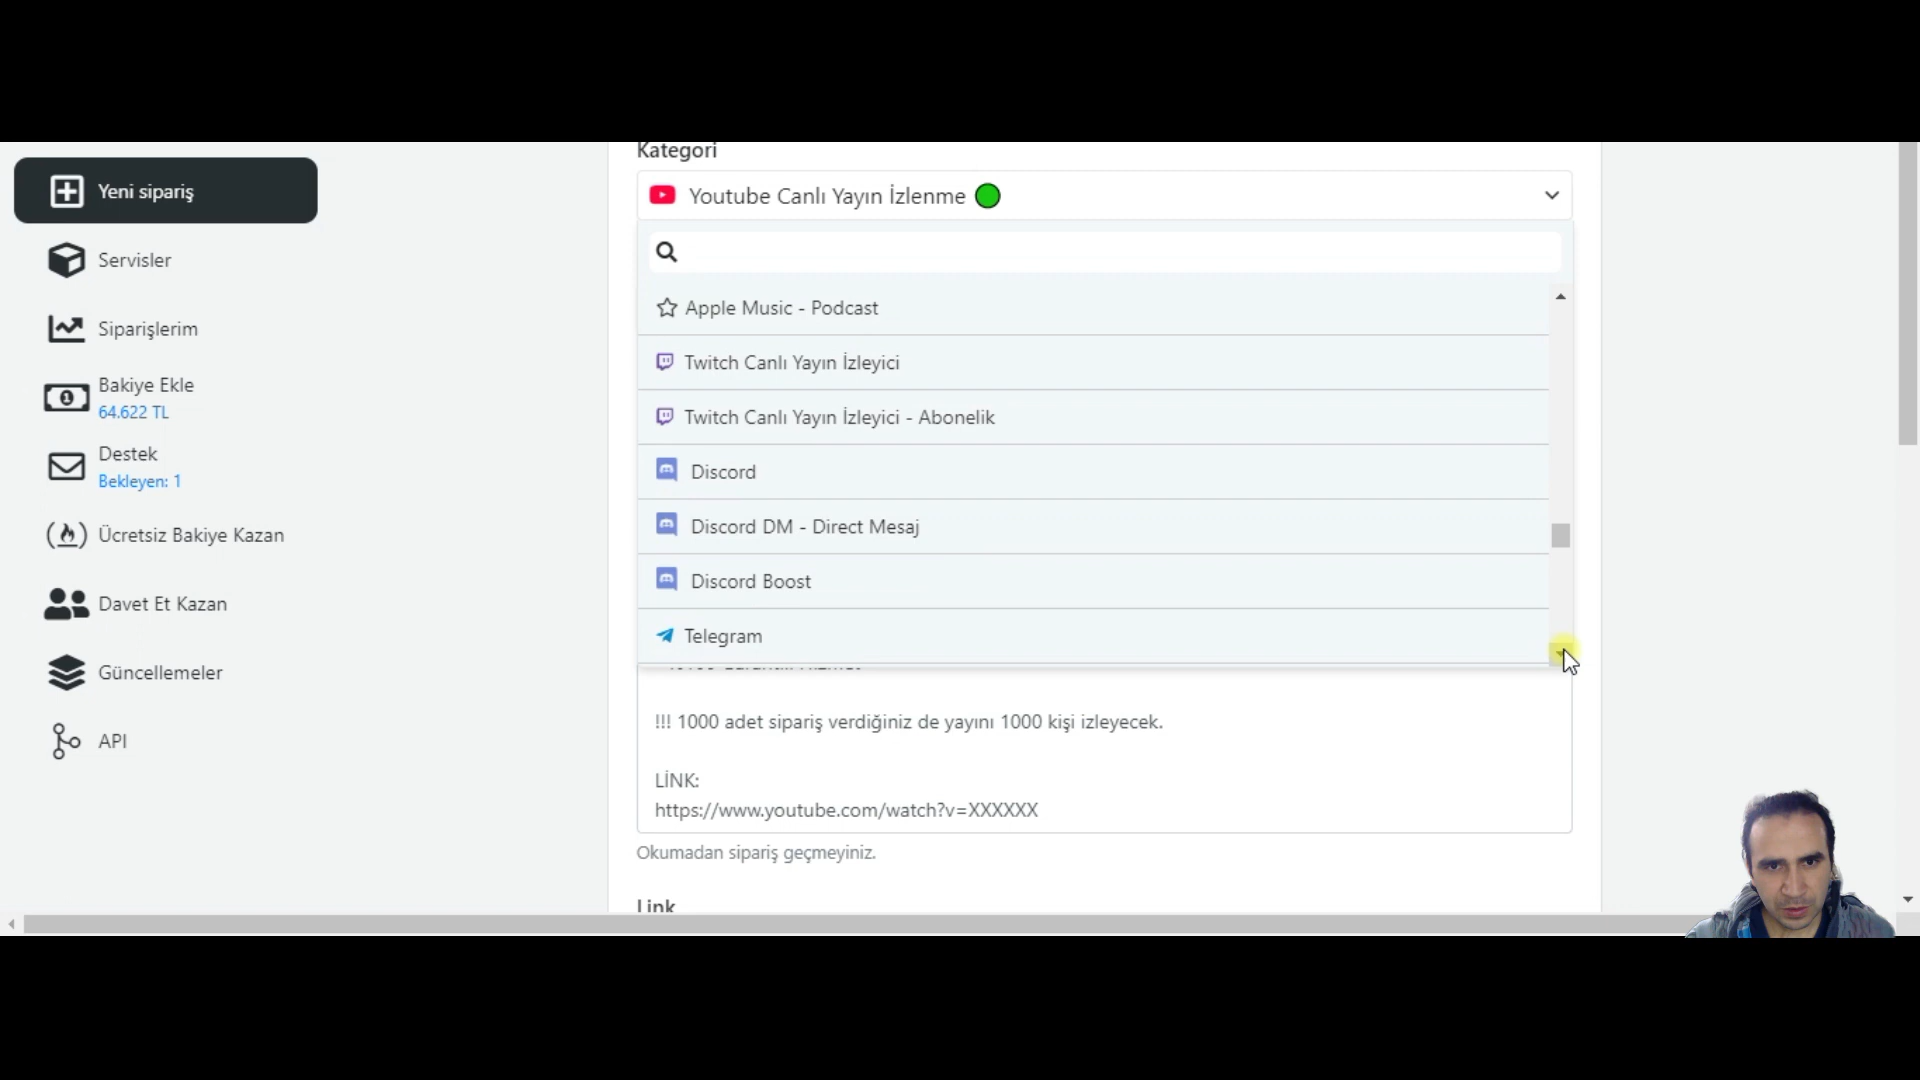 Yeni sipariş
Servisler
Siparişlerim
Bakiye Ekle
64.622 TL
Destek
Bekleyen: 1
Ücretsiz Bakiye Kazan
Davet Et Kazan
Güncellemeler
API
Kategori
Youtube Canlı Yayın İzlenme
Apple Music - Podcast
Twitch Canlı Yayın İzleyici
Twitch Canlı Yayın İzleyici - Abonelik
Discord
Discord DM - Direct Mesaj
Discord Boost
Telegram
!!! 1000 adet sipariş verdiğiniz de yayını 1000 kişi izleyecek.
LİNK:
https://www.youtube.com/watch?v=XXXXXX
Okumadan sipariş geçmeyiniz.
Link